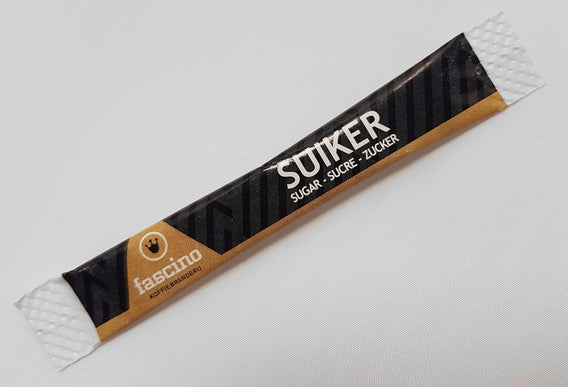 SUIKER
SUGAR - SUCRE - ZUCKER
fascino
KOFFIEBRANDERIJ